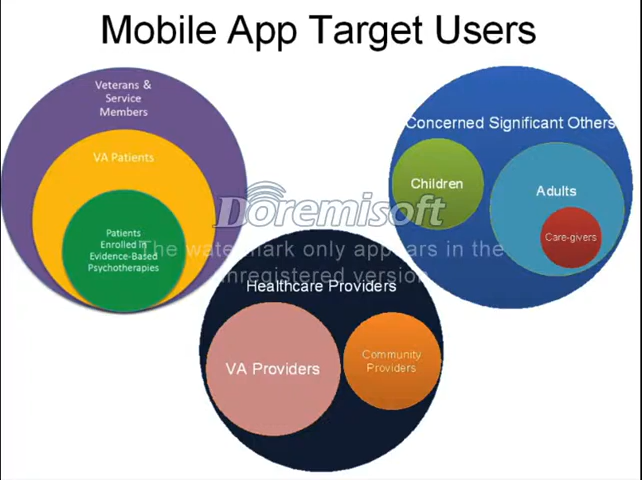 Mobile App Target Users
Veterans &
Service
Members
VA Patients
Patients
Enrolled in
Evidence-Based
Psychotherapies
Concerned Significant Others
Children
Adults
Care-givers
Doremisoft
The watermark only appears in the
unregistered version
Healthcare Providers
VA Providers
Community
Providers